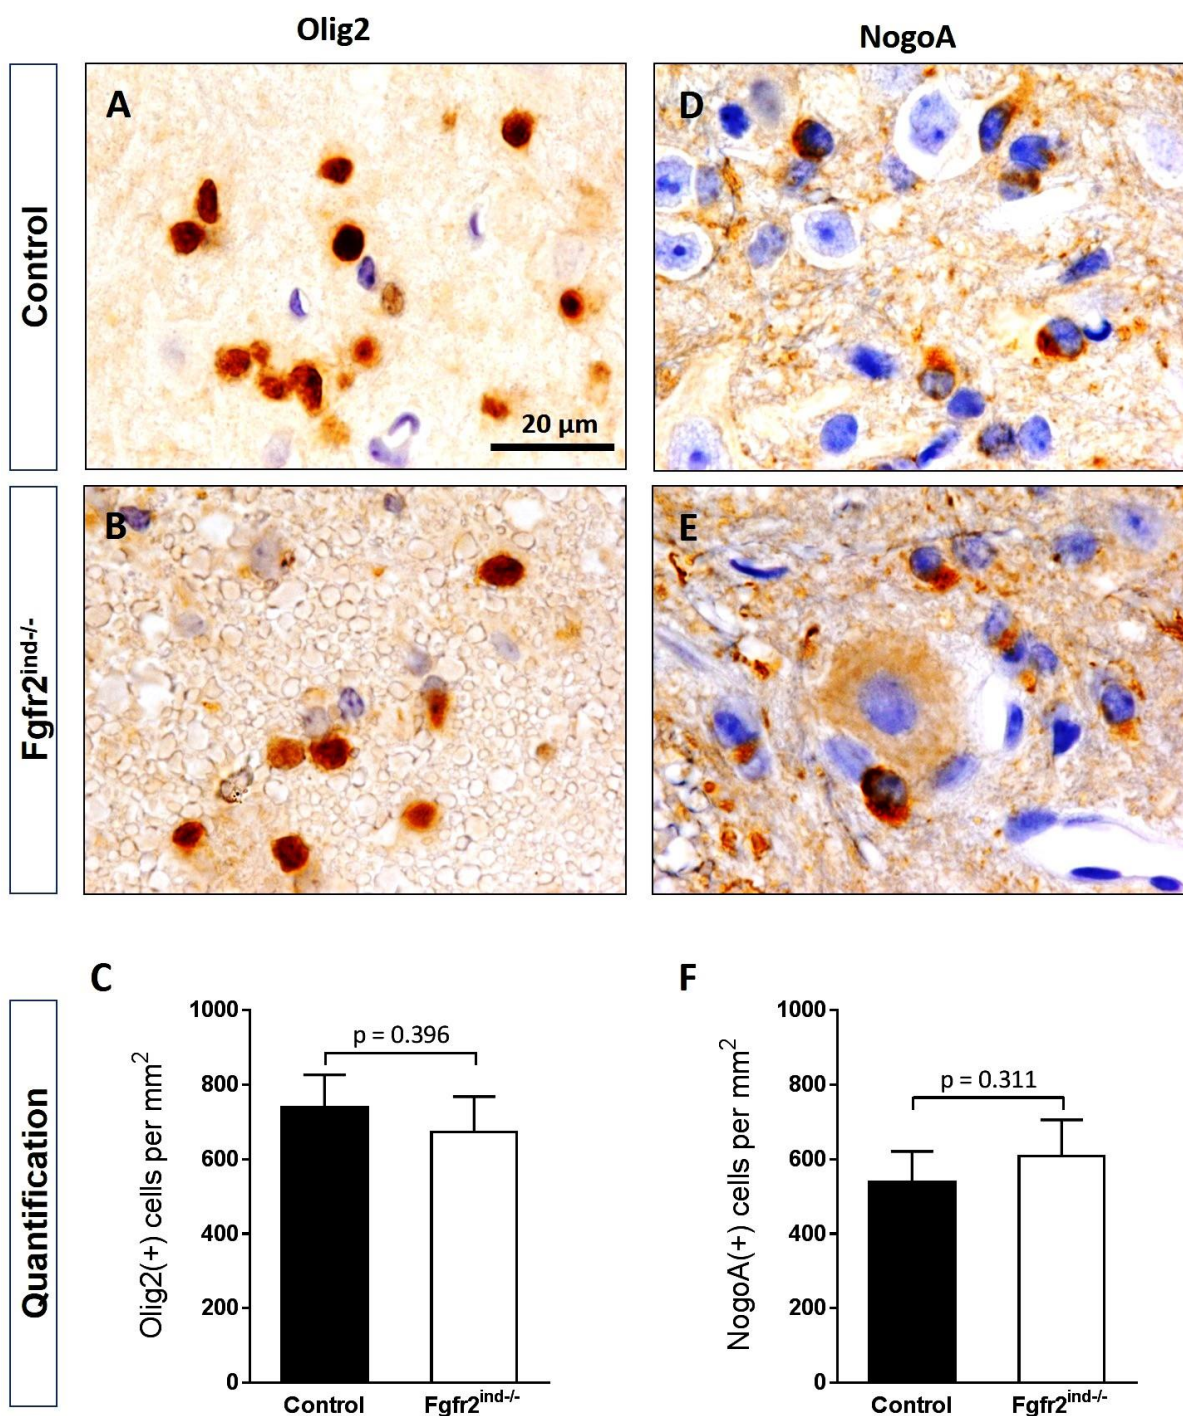 Olig2
NogoA
Control
A
20 µm
D
Fgfr2ind-/-
B
E
Quantification
C
Olig2(+) cells per mm2
1000
800
600
400
200
0
p = 0.396
Control
Fgfr2ind-/-
F
NogoA(+) cells per mm2
1000
800
600
400
200
0
p = 0.311
Control
Fgfr2ind-/-